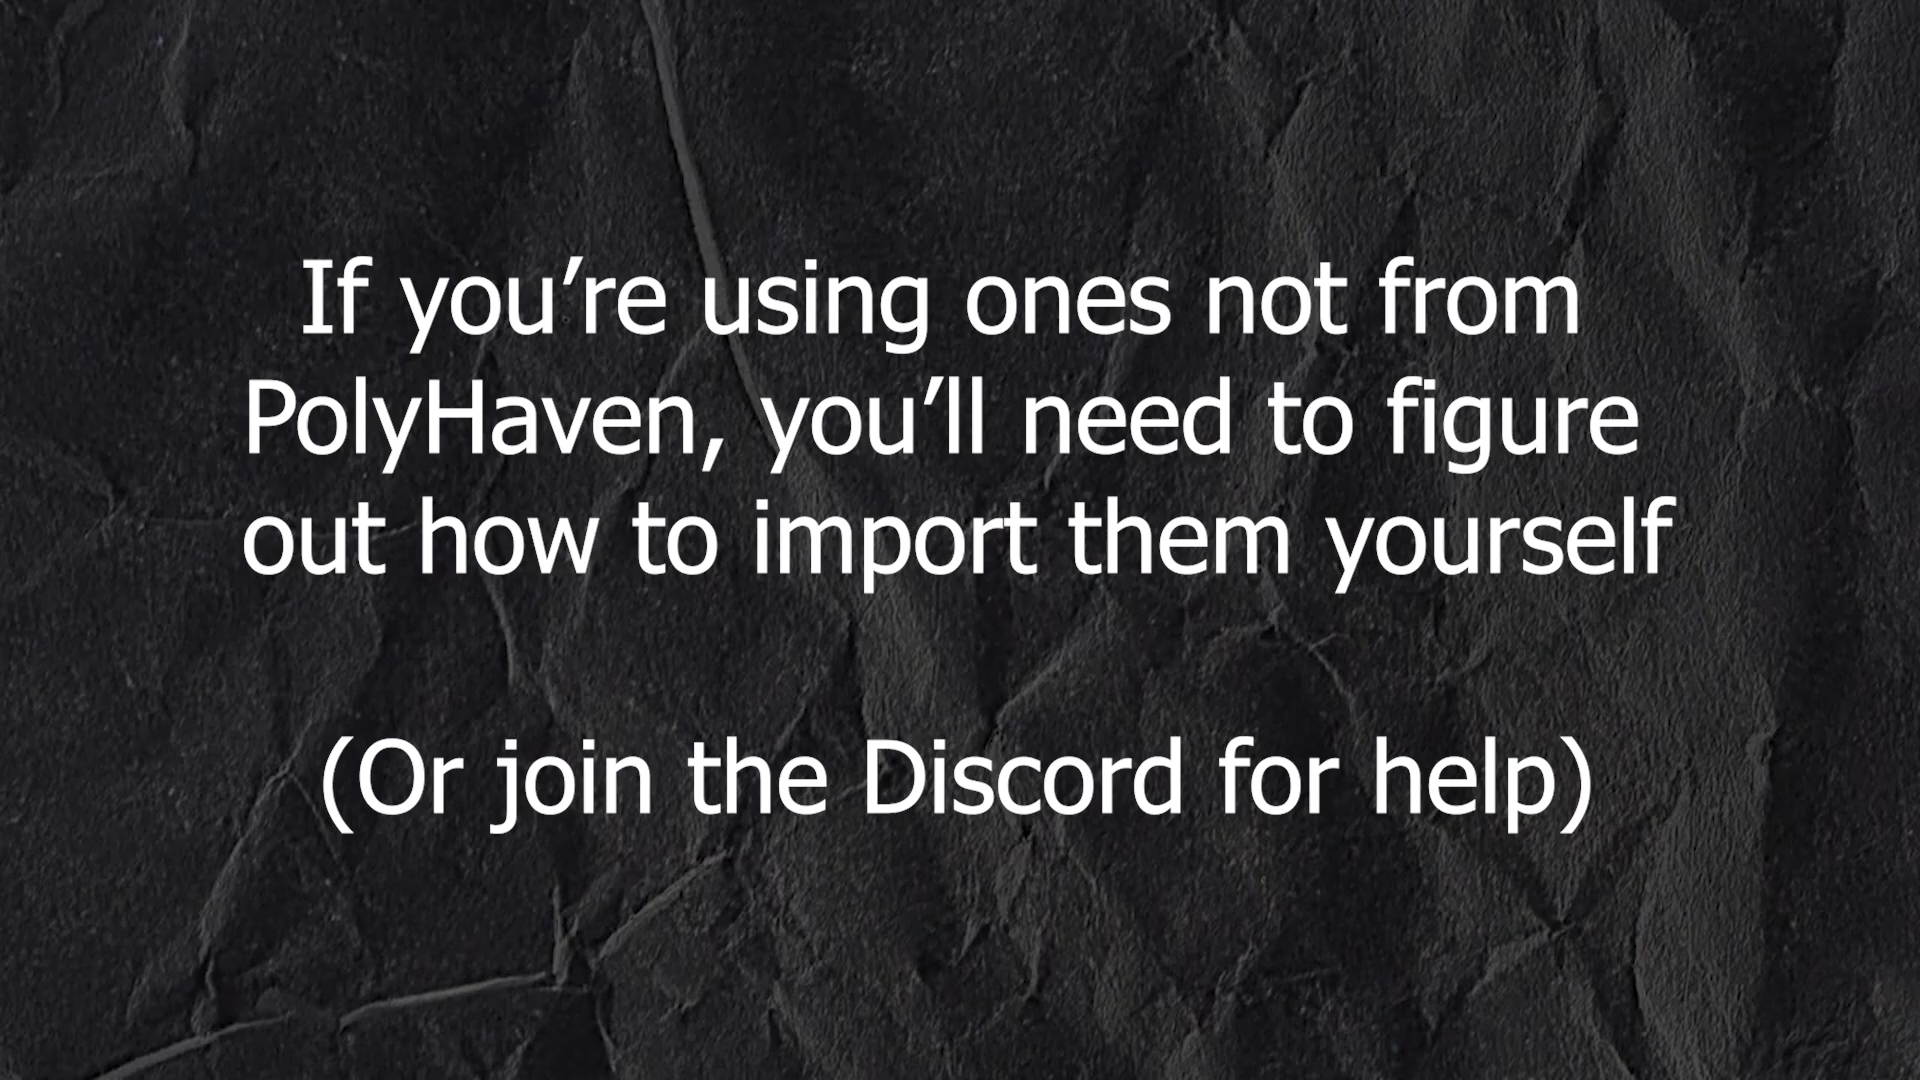 If you’re using ones not from
PolyHaven, you’ll need to figure
out how to import them yourself
(Or join the Discord for help)